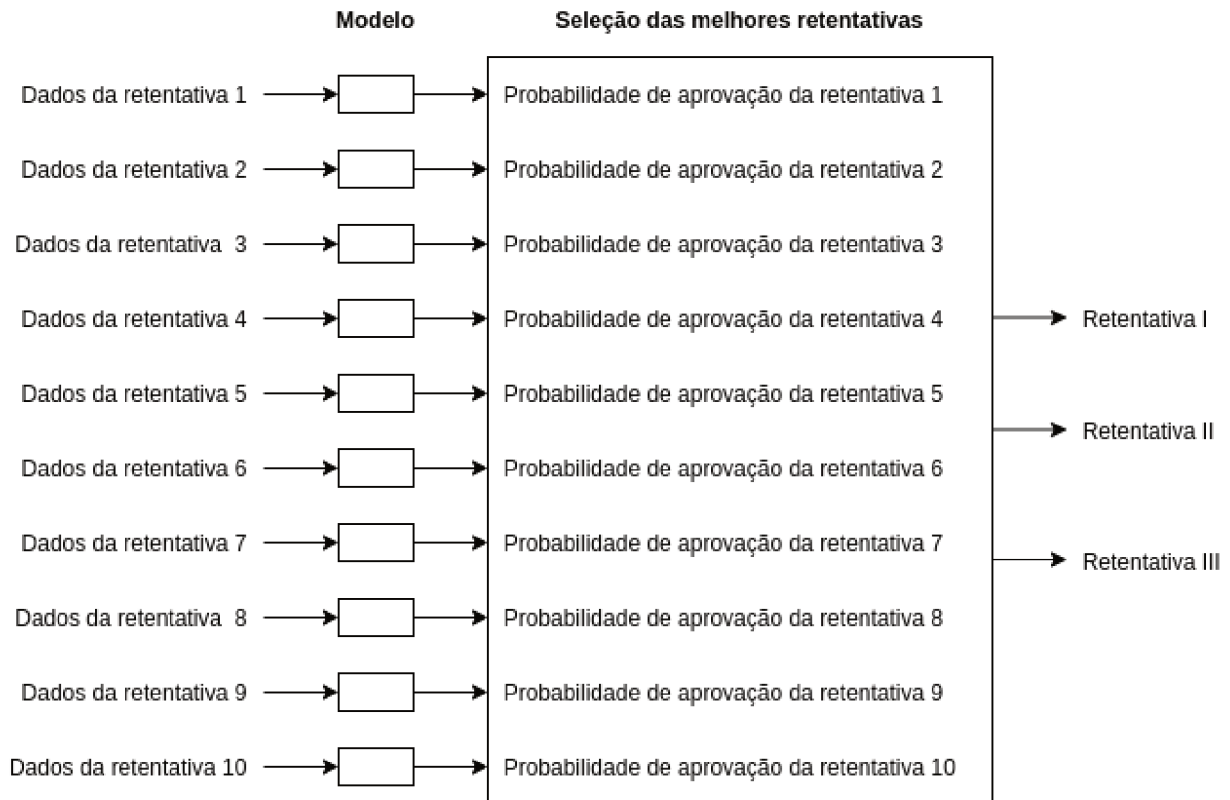 Modelo
Seleção das melhores retentativas
Dados da retentativa 1
Probabilidade de aprovação da retentativa 1
Dados da retentativa 2
Probabilidade de aprovação da retentativa 2
Dados da retentativa 3
Probabilidade de aprovação da retentativa 3
Dados da retentativa 4
Probabilidade de aprovação da retentativa 4
Retentativa I
Dados da retentativa 5
Probabilidade de aprovação da retentativa 5
Retentativa II
Dados da retentativa 6
Probabilidade de aprovação da retentativa 6
Dados da retentativa 7
Probabilidade de aprovação da retentativa 7
Retentativa III
Dados da retentativa 8
Probabilidade de aprovação da retentativa 8
Dados da retentativa 9
Probabilidade de aprovação da retentativa 9
Dados da retentativa 10
Probabilidade de aprovação da retentativa 10